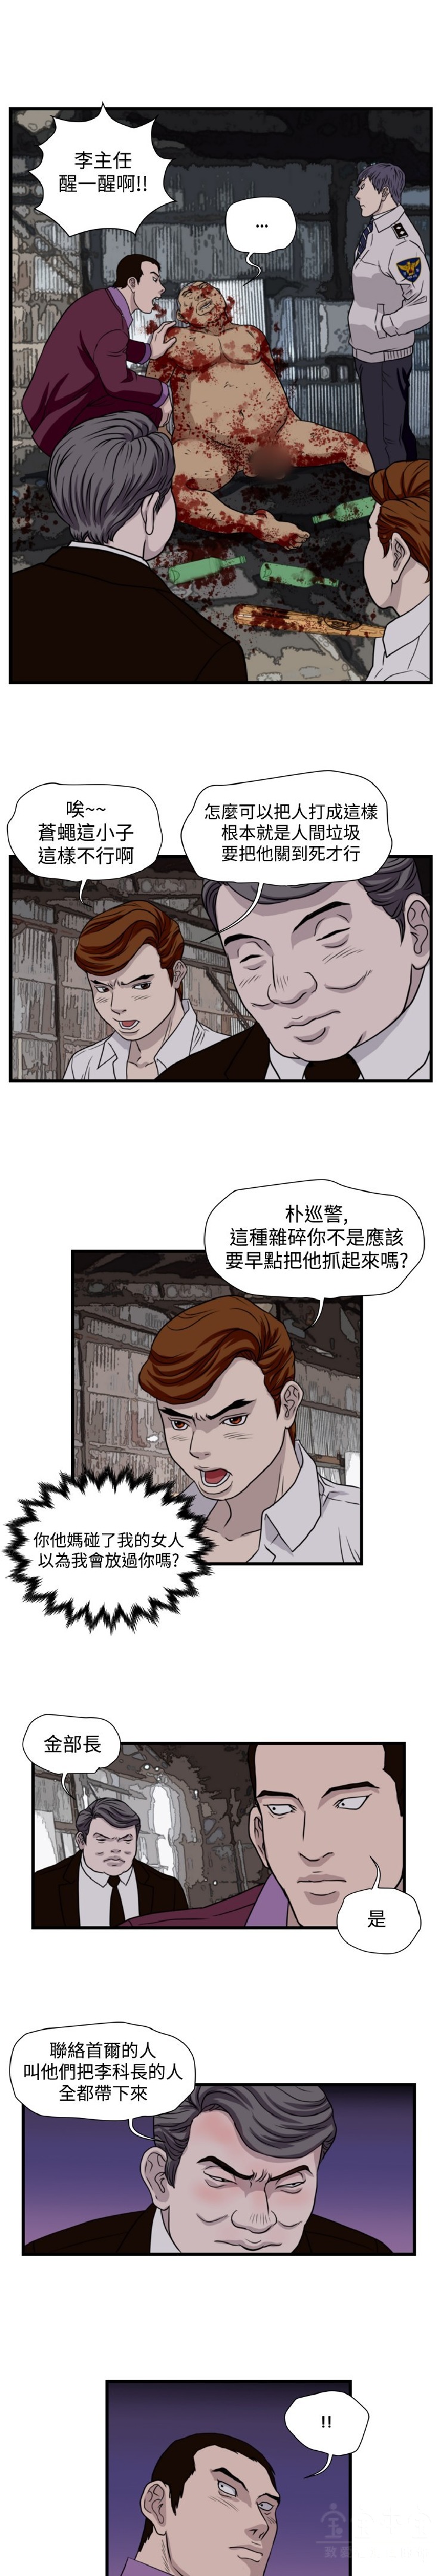 李主任
醒一醒啊!!
...
唉~~
蒼蠅這小子
這樣不行啊
怎麼可以把人打成這樣
根本就是人間垃圾
要把他關到死才行
朴巡警,
這種雜碎你不是應該
要早點把他抓起來嗎?
你他媽碰了我的女人
以為我會放過你嗎?
金部長
是
聯絡首爾的人
叫他們把李科長的人
全都帶下來
!!